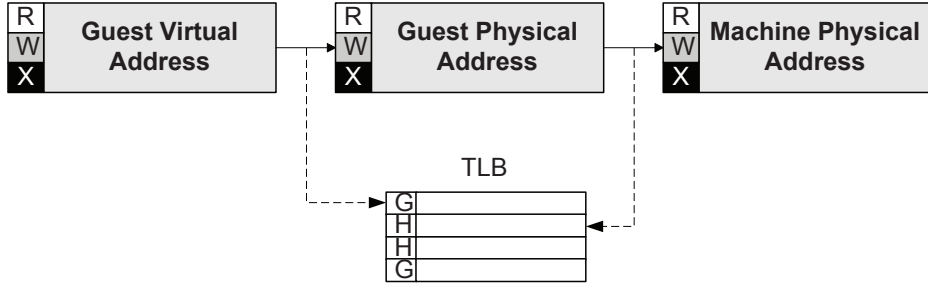 R
W
X
Guest Virtual
Address
R
W
X
Guest Physical
Address
R
W
X
Machine Physical
Address
TLB
G
H
H
G